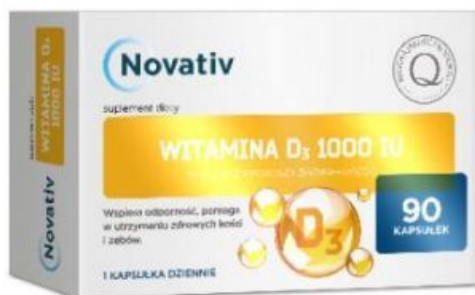 Novativ
suplement diety
WITAMINA D₃ 1000 IU
Wspiera odporność, pomaga
w utrzymaniu zdrowych kości
i zębów.
D₃
90
KAPSUŁEK
1 KAPSUŁKA DZIENNIE
Novativ
WITAMINA D₃
1000 IU
Q